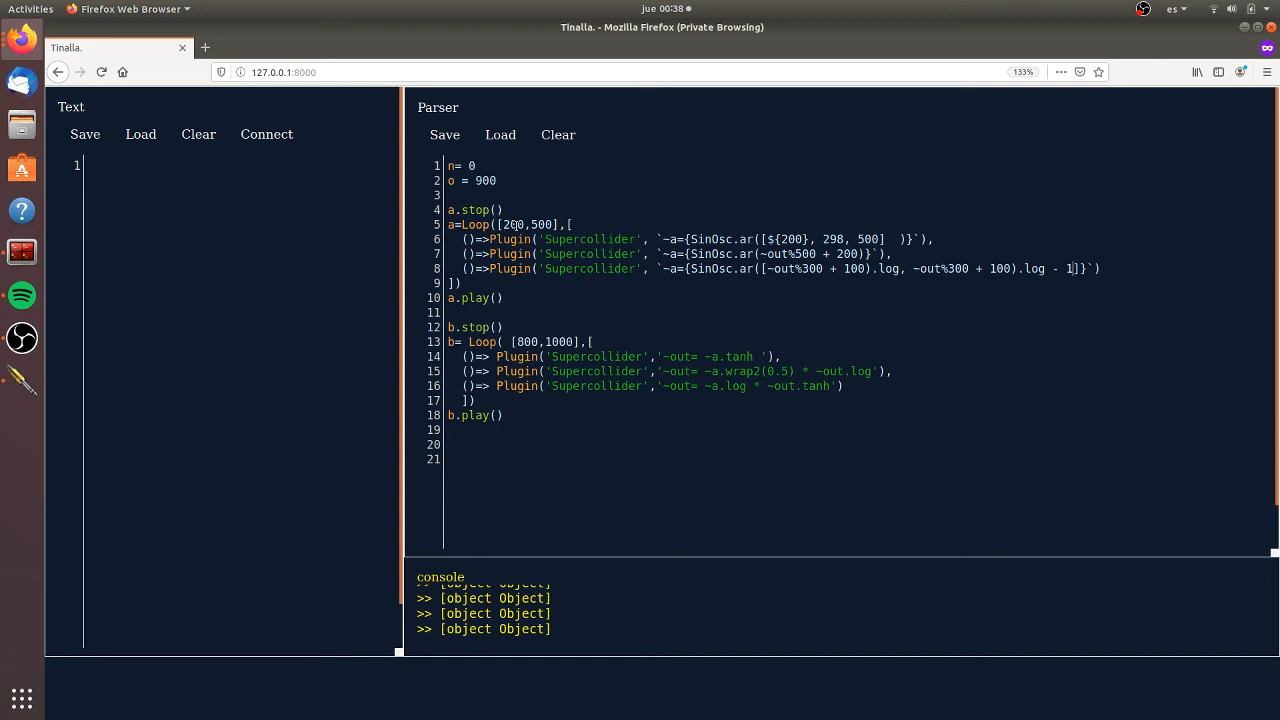 Activities Firefox Web Browser jue 00:38 es
Tinalla. - Mozilla Firefox (Private Browsing)
Tinalla.
127.0.0.1:8000 133%
Text
Save Load Clear Connect
1
Parser
Save Load Clear
1 n= 0
2 o = 900
3
4 a.stop()
5 a=Loop([200,500],[
6 ()=>Plugin('Supercollider', `~a={SinOsc.ar([${200}, 298, 500]  )}`),
7 ()=>Plugin('Supercollider', `~a={SinOsc.ar(~out%500 + 200)}`),
8 ()=>Plugin('Supercollider', `~a={SinOsc.ar([~out%300 + 100).log, ~out%300 + 100).log - 1]}`)
9 ])
10 a.play()
11
12 b.stop()
13 b= Loop( [800,1000],[
14 ()=> Plugin('Supercollider','~out= ~a.tanh '),
15 ()=> Plugin('Supercollider','~out= ~a.wrap2(0.5) * ~out.log'),
16 ()=> Plugin('Supercollider','~out= ~a.log * ~out.tanh')
17 ])
18 b.play()
19
20
21
console
>> [object Object]
>> [object Object]
>> [object Object]
>> [object Object]